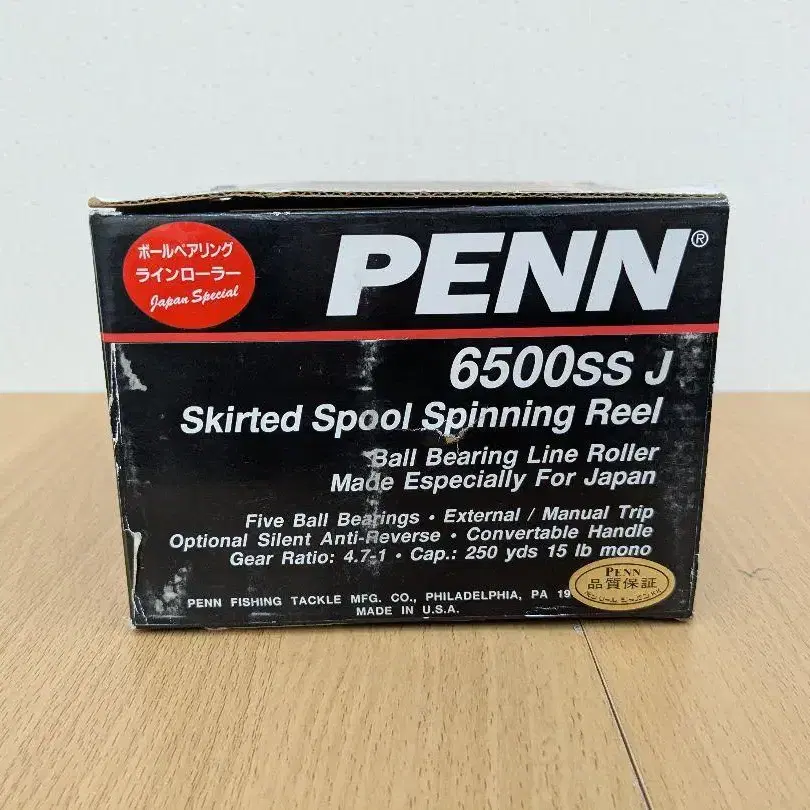 ボールベアリング
ラインローラー
Japan Special
PENN®
6500SS J
Skirted Spool Spinning Reel
Ball Bearing Line Roller
Made Especially For Japan
Five Ball Bearings • External / Manual Trip
Optional Silent Anti-Reverse • Convertable Handle
Gear Ratio: 4.7-1 • Cap.: 250 yds 15 lb mono
PENN FISHING TACKLE MFG. CO., PHILADELPHIA, PA 19
MADE IN U.S.A.
PENN
品質保証